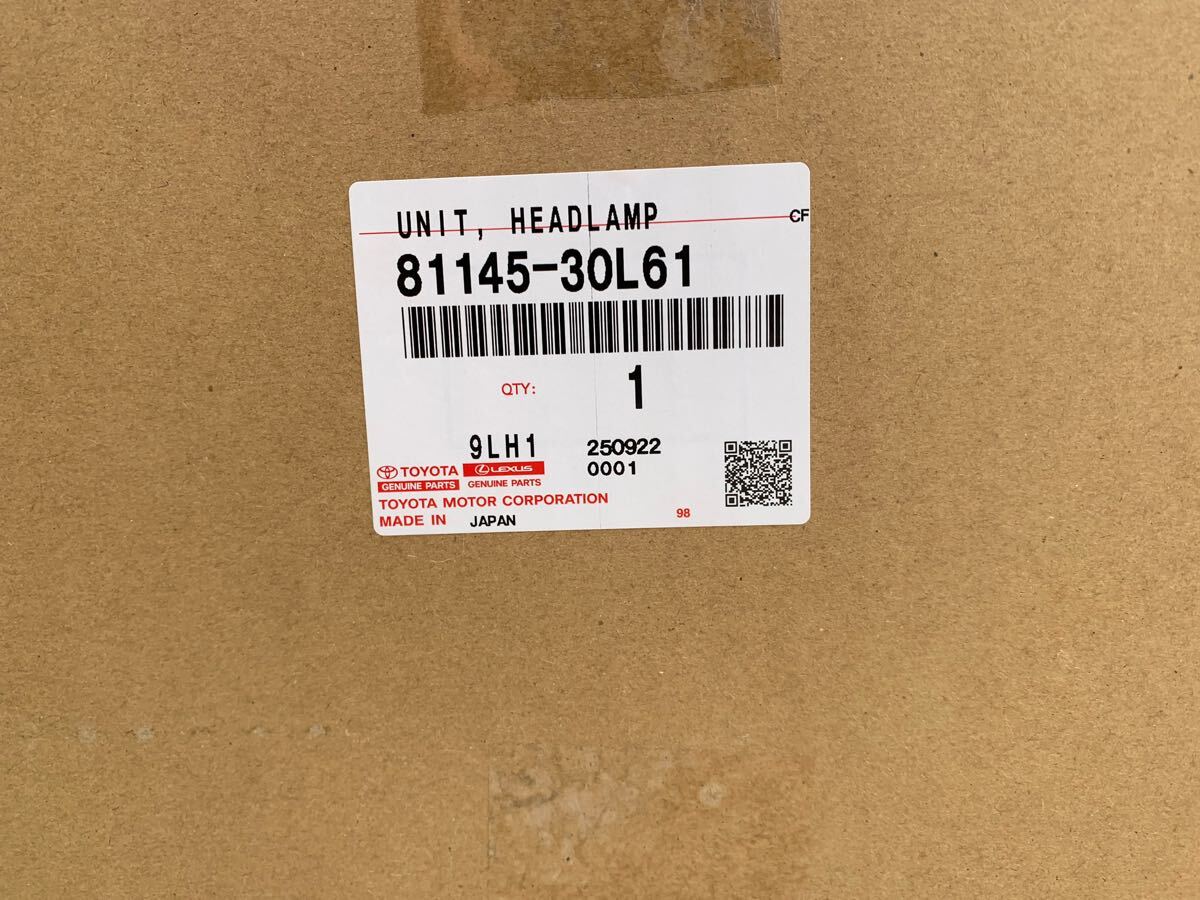 UNIT, HEADLAMP CF
81145-30L61
QTY: 1
9LH1 250922
TOYOTA LEXUS 0001
GENUINE PARTS GENUINE PARTS
TOYOTA MOTOR CORPORATION
MADE IN JAPAN 98